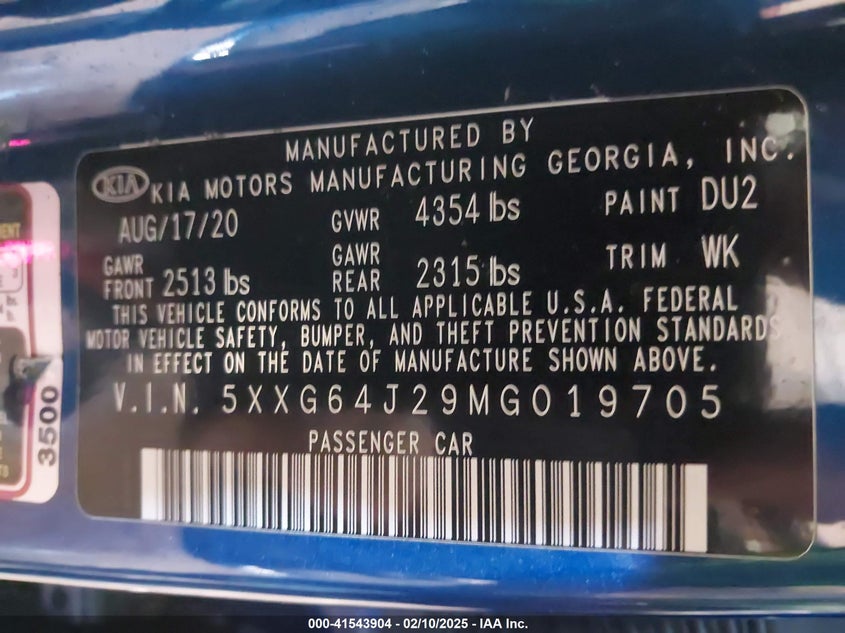 MANUFACTURED BY
KIA
KIA MOTORS MANUFACTURING GEORGIA, INC.
AUG/17/20 GVWR 4354 lbs PAINT DU2
GAWR FRONT 2513 lbs GAWR REAR 2315 lbs TRIM WK
THIS VEHICLE CONFORMS TO ALL APPLICABLE U.S.A. FEDERAL
MOTOR VEHICLE SAFETY, BUMPER, AND THEFT PREVENTION STANDARDS
IN EFFECT ON THE DATE OF MANUFACTURE SHOWN ABOVE.
V.I.N. 5XXG64J29MG019705
PASSENGER CAR
3500
000-41543904 - 02/10/2025 - IAA Inc.